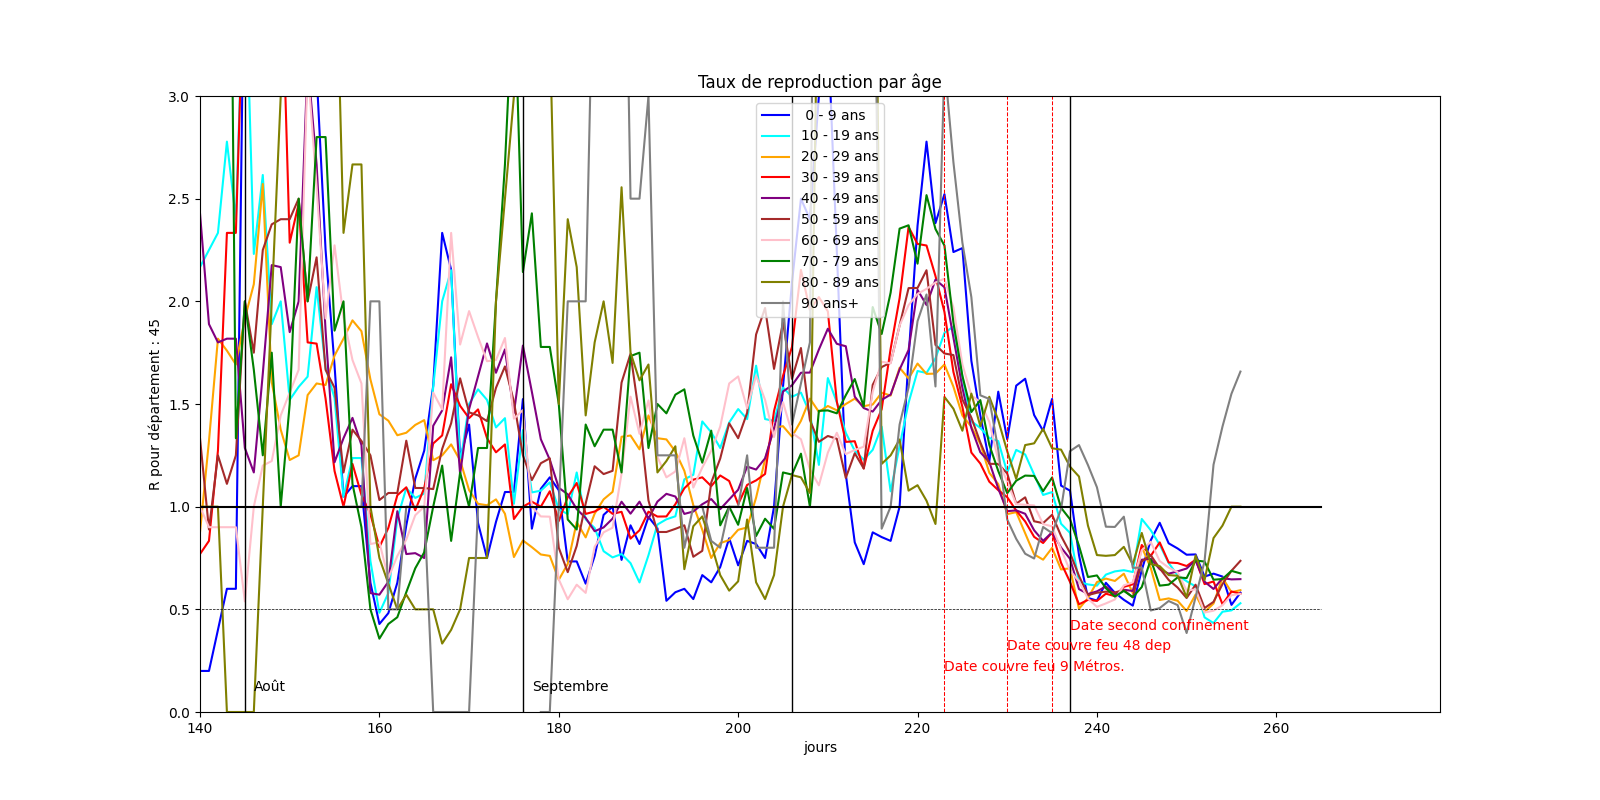 Taux de reproduction par âge
R pour département : 45
3.0
2.5
2.0
1.5
1.0
0.5
0.0
0 - 9 ans
10 - 19 ans
20 - 29 ans
30 - 39 ans
40 - 49 ans
50 - 59 ans
60 - 69 ans
70 - 79 ans
80 - 89 ans
90 ans+
Date second confinement
Date couvre feu 48 dep
Date couvre feu 9 Métros.
Août
Septembre
140
160
180
200
220
240
260
jours